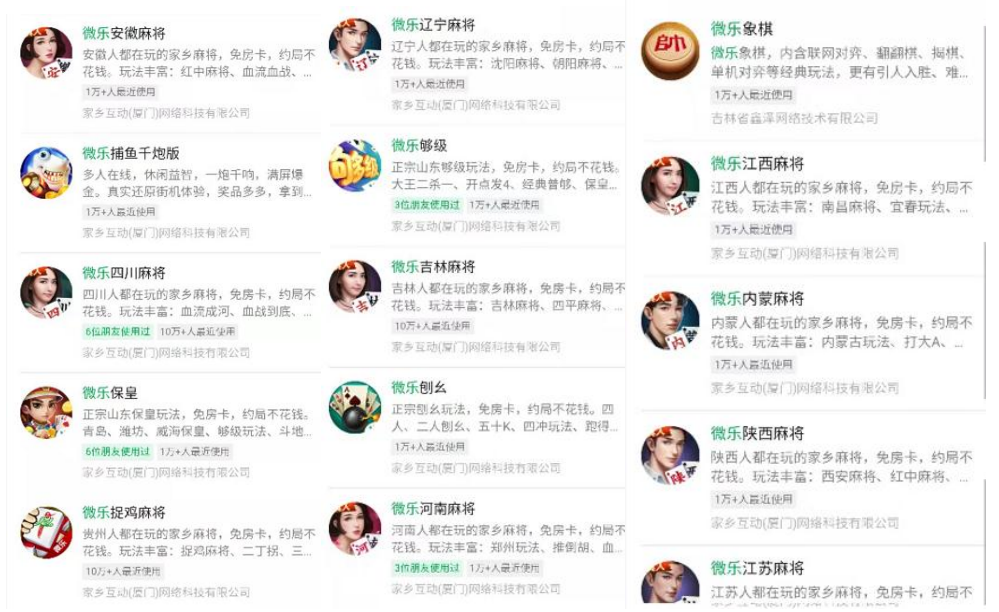 微乐安徽麻将
安徽人都在玩的家乡麻将，免房卡，约局不
花钱。玩法丰富：红中麻将、血流血战、...
1万+人最近使用
家乡互动(厦门)网络科技有限公司
微乐捕鱼千炮版
多人在线，休闲益智，一炮千响，满屏爆
金。真实还原街机体验，奖品多多，拿到...
1万+人最近使用
家乡互动(厦门)网络科技有限公司
微乐四川麻将
四川人都在玩的家乡麻将，免房卡，约局不
花钱。玩法丰富：血流成河、血战到底、...
6位朋友使用过 10万+人最近使用
家乡互动(厦门)网络科技有限公司
微乐保皇
正宗山东保皇玩法，免房卡，约局不花钱。
青岛、潍坊、威海保皇、够级玩法、斗地...
6位朋友使用过 1万+人最近使用
家乡互动(厦门)网络科技有限公司
微乐捉鸡麻将
贵州人都在玩的家乡麻将，免房卡，约局不
花钱。玩法丰富：捉鸡麻将、二丁拐、三...
10万+人最近使用
家乡互动(厦门)网络科技有限公司
微乐辽宁麻将
辽宁人都在玩的家乡麻将，免房卡，约局不
花钱。玩法丰富：沈阳麻将、朝阳麻将、...
1万+人最近使用
家乡互动(厦门)网络科技有限公司
微乐够级
正宗山东够级玩法，免房卡，约局不花钱。
大王二杀一、开点发4、经典普够、保皇...
3位朋友使用过 1万+人最近使用
家乡互动(厦门)网络科技有限公司
微乐吉林麻将
吉林人都在玩的家乡麻将，免房卡，约局不
花钱。玩法丰富：吉林麻将、四平麻将、...
10万+人最近使用
家乡互动(厦门)网络科技有限公司
微乐刨幺
正宗刨幺玩法，免房卡，约局不花钱。四
人、二人刨幺、五十K、四冲玩法、跑得...
1万+人最近使用
家乡互动(厦门)网络科技有限公司
微乐河南麻将
河南人都在玩的家乡麻将，免房卡，约局不
花钱。玩法丰富：郑州玩法、推倒胡、血...
3位朋友使用过 1万+人最近使用
家乡互动(厦门)网络科技有限公司
微乐象棋
微乐象棋，内含联网对弈、翻翻棋、揭棋、
单机对弈等经典玩法，更有引人入胜、难...
1万+人最近使用
吉林省鑫泽网络技术有限公司
微乐江西麻将
江西人都在玩的家乡麻将，免房卡，约局不
花钱。玩法丰富：南昌麻将、宜春玩法、...
1万+人最近使用
家乡互动(厦门)网络科技有限公司
微乐内蒙麻将
内蒙人都在玩的家乡麻将，免房卡，约局不
花钱。玩法丰富：内蒙古玩法、打大A、...
1万+人最近使用
家乡互动(厦门)网络科技有限公司
微乐陕西麻将
陕西人都在玩的家乡麻将，免房卡，约局不
花钱。玩法丰富：西安麻将、红中麻将、...
1万+人最近使用
家乡互动(厦门)网络科技有限公司
微乐江苏麻将
江苏人都在玩的家乡麻将，免房卡，约局不